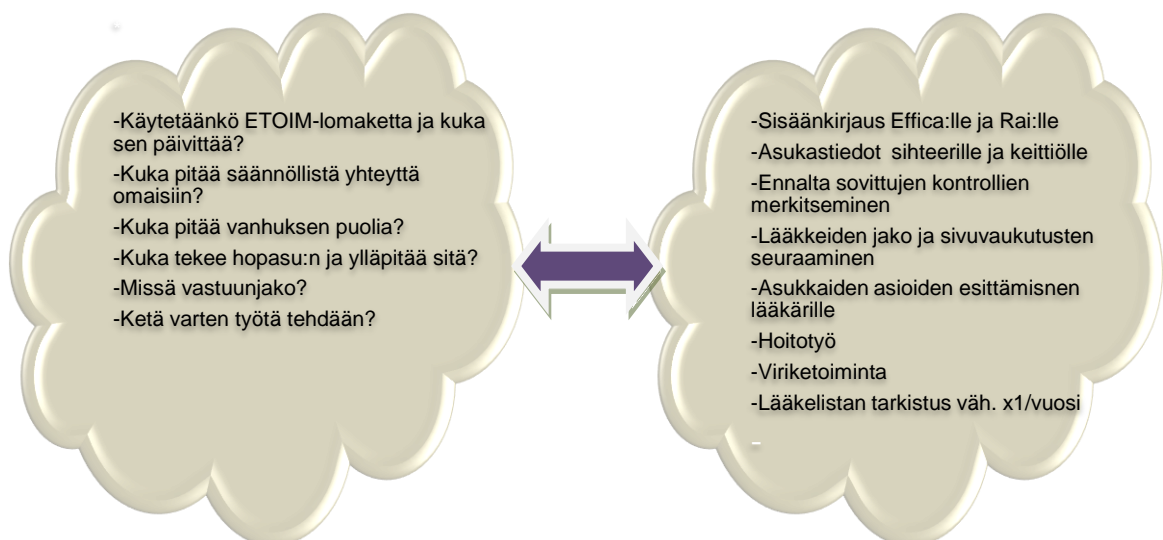 -Käytetäänkö ETOIM-lomaketta ja kuka
sen päivittää?
-Kuka pitää säännöllistä yhteyttä
omaisiin?
-Kuka pitää vanhuksen puolia?
-Kuka tekee hopasu:n ja ylläpitää sitä?
-Missä vastuunjako?
-Ketä varten työtä tehdään?
-Sisäänkirjaus Effica:lle ja Rai:lle
-Asukastiedot sihteerille ja keittiölle
-Ennalta sovittujen kontrollien
merkitseminen
-Lääkkeiden jako ja sivuvaukutusten
seuraaminen
-Asukkaiden asioiden esittämisnen
lääkärille
-Hoitotyö
-Viriketoiminta
-Lääkelistan tarkistus väh. x1/vuosi
-